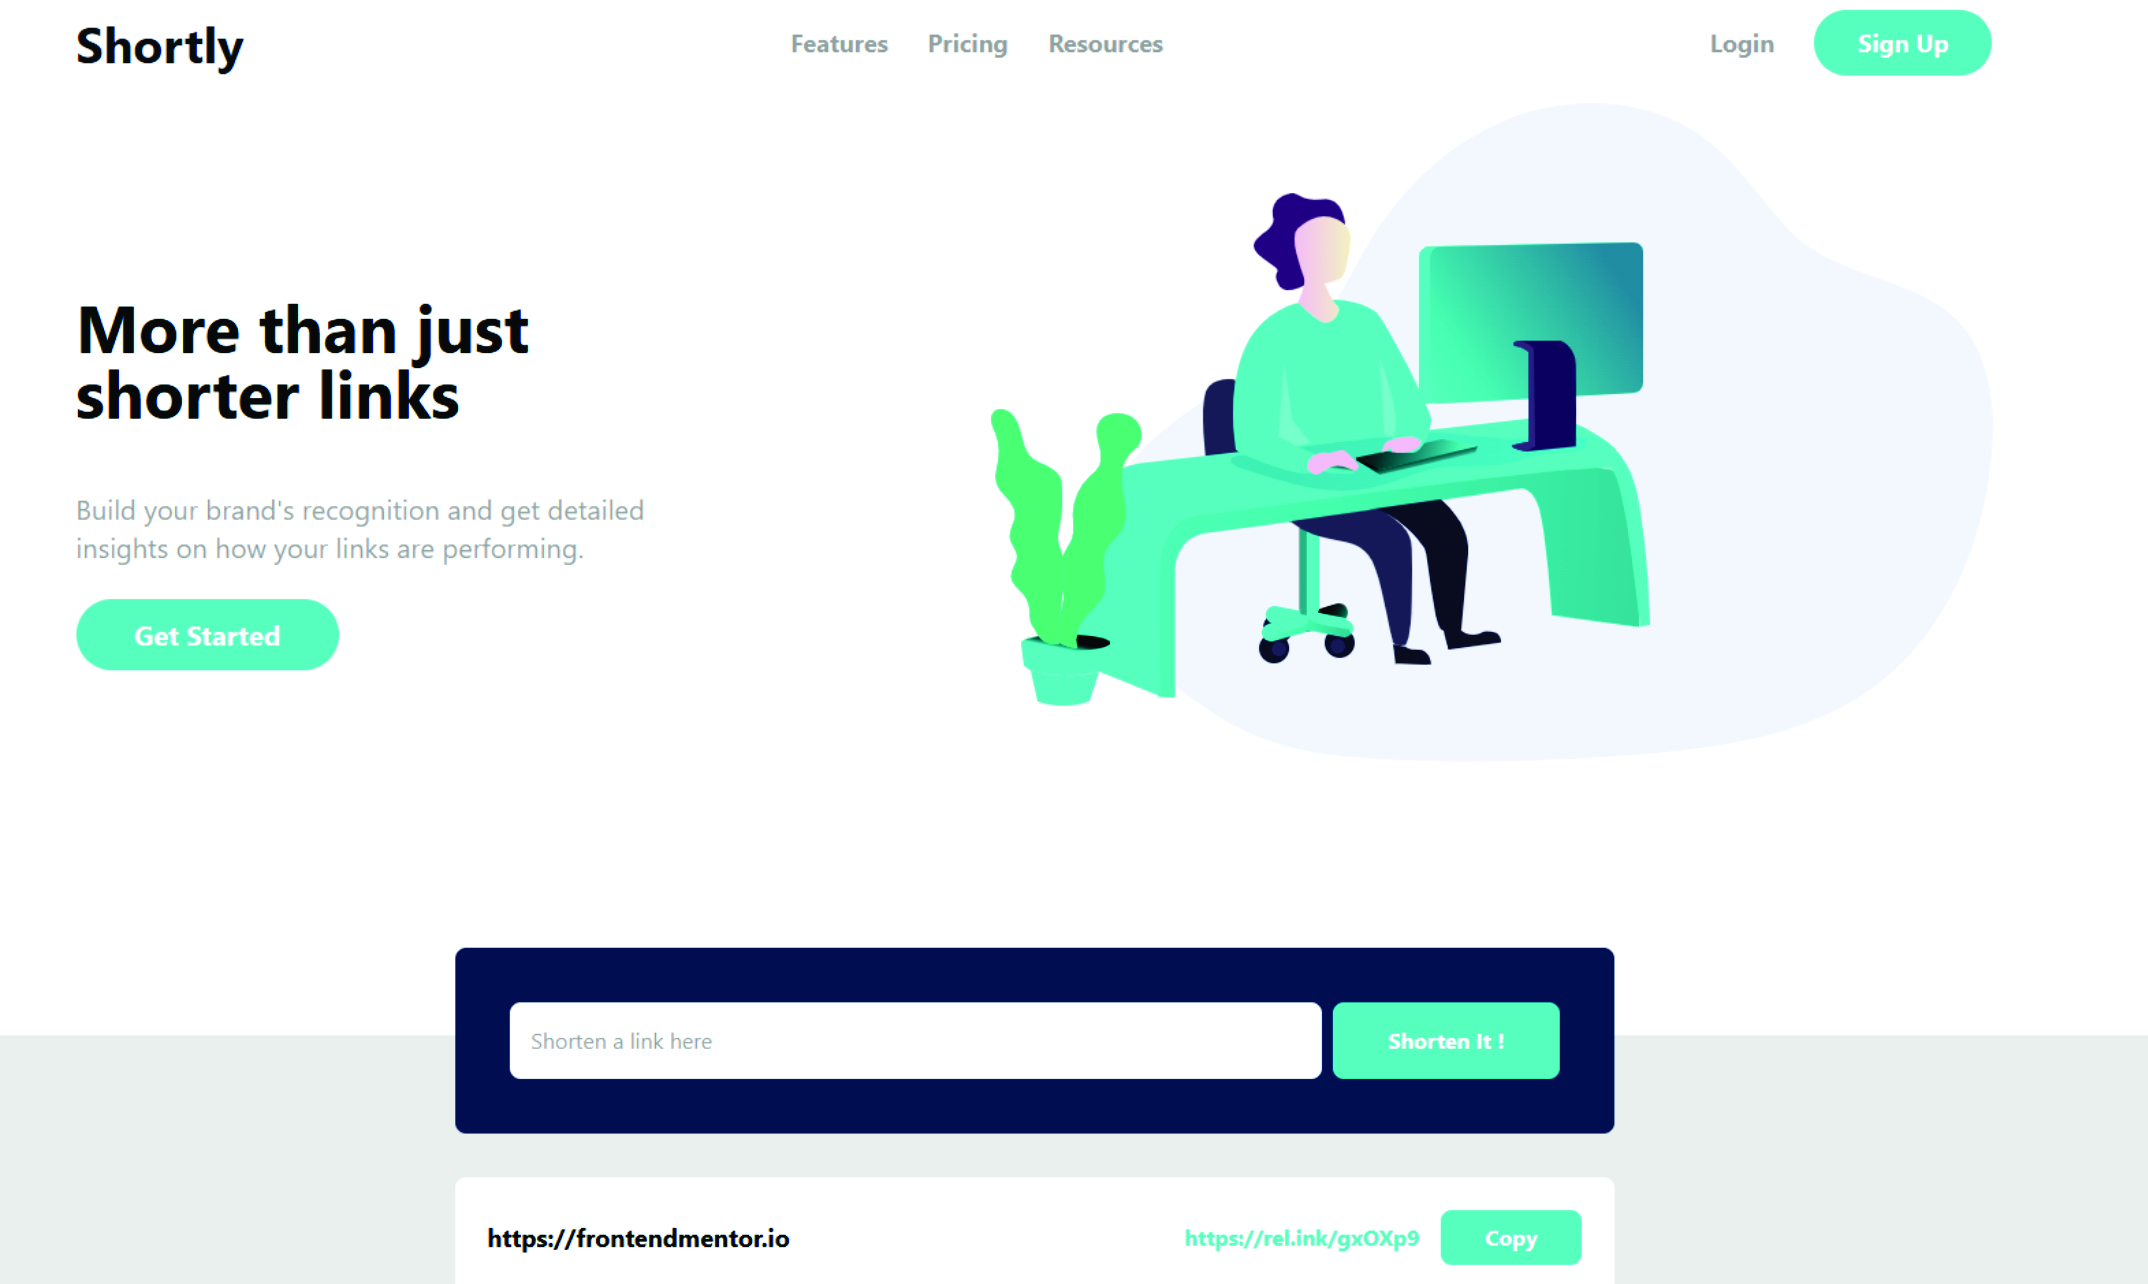 Shortly
Features
Pricing
Resources
Login
Sign Up
More than just
shorter links
Build your brand's recognition and get detailed
insights on how your links are performing.
Get Started
Shorten a link here
Shorten It !
https://frontendmentor.io
https://rel.ink/gxOXp9
Copy